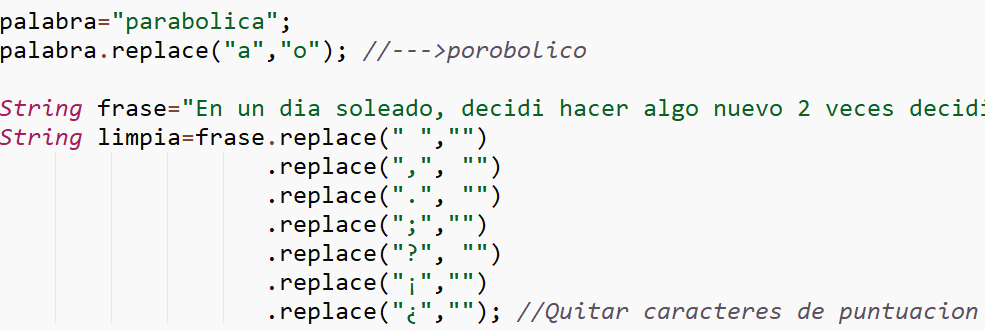 palabra="parabolica";
palabra.replace("a","o"); //--->porobolico
String frase="En un dia soleado, decidi hacer algo nuevo 2 veces decidi
String limpia=frase.replace(" ","")
.replace(",", "")
.replace(".", "")
.replace(";","")
.replace("?", "")
.replace("¡","")
.replace("¿",""); //Quitar caracteres de puntuacion